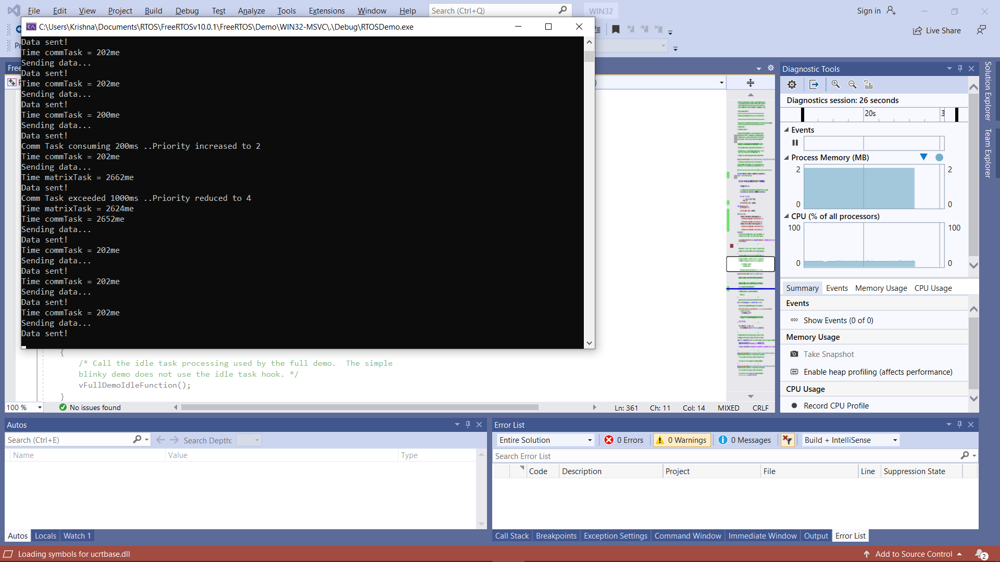 File Edit View Project Build Debug Test Analyze Tools Extensions Window Help Search (Ctrl+Q) WIN32 Sign in
C:\Users\Krishna\Documents\RTOS\FreeRTOSv10.0.1\FreeRTOS\Demo\WIN32-MSVC\.\Debug\RTOSDemo.exe
Live Share
Data sent!
Time commTask = 202me
Sending data...
Data sent!
Time commTask = 202me
Sending data...
Data sent!
Time commTask = 200me
Sending data...
Data sent!
Comm Task consuming 200ms ..Priority increased to 2
Time commTask = 202me
Sending data...
Time matrixTask = 2662me
Data sent!
Comm Task exceeded 1000ms ..Priority reduced to 4
Time matrixTask = 2624me
Time commTask = 2652me
Sending data...
Data sent!
Time commTask = 202me
Sending data...
Data sent!
Time commTask = 202me
Sending data...
Data sent!
Time commTask = 202me
Sending data...
Data sent!
{
/* Call the idle task processing used by the full demo.  The simple
blinky demo does not use the idle task hook. */
vFullDemoIdleFunction();
}
100 % No issues found Ln: 361 Ch: 11 Col: 14 MIXED CRLF
Diagnostic Tools
Diagnostics session: 26 seconds
20s 3
Events
Process Memory (MB)
2 2
0 0
CPU (% of all processors)
100 100
0 0
Summary Events Memory Usage CPU Usage
Events
Show Events (0 of 0)
Memory Usage
Take Snapshot
Enable heap profiling (affects performance)
CPU Usage
Record CPU Profile
Solution Explorer
Team Explorer
Autos
Search (Ctrl+E) Search Depth:
Name Value Type
Autos Locals Watch 1
Error List
Entire Solution 0 Errors 0 Warnings 0 Messages Build + IntelliSense
Search Error List
Code Description Project File Line Suppression State
Call Stack Breakpoints Exception Settings Command Window Immediate Window Output Error List
Loading symbols for ucrtbase.dll Add to Source Control 2